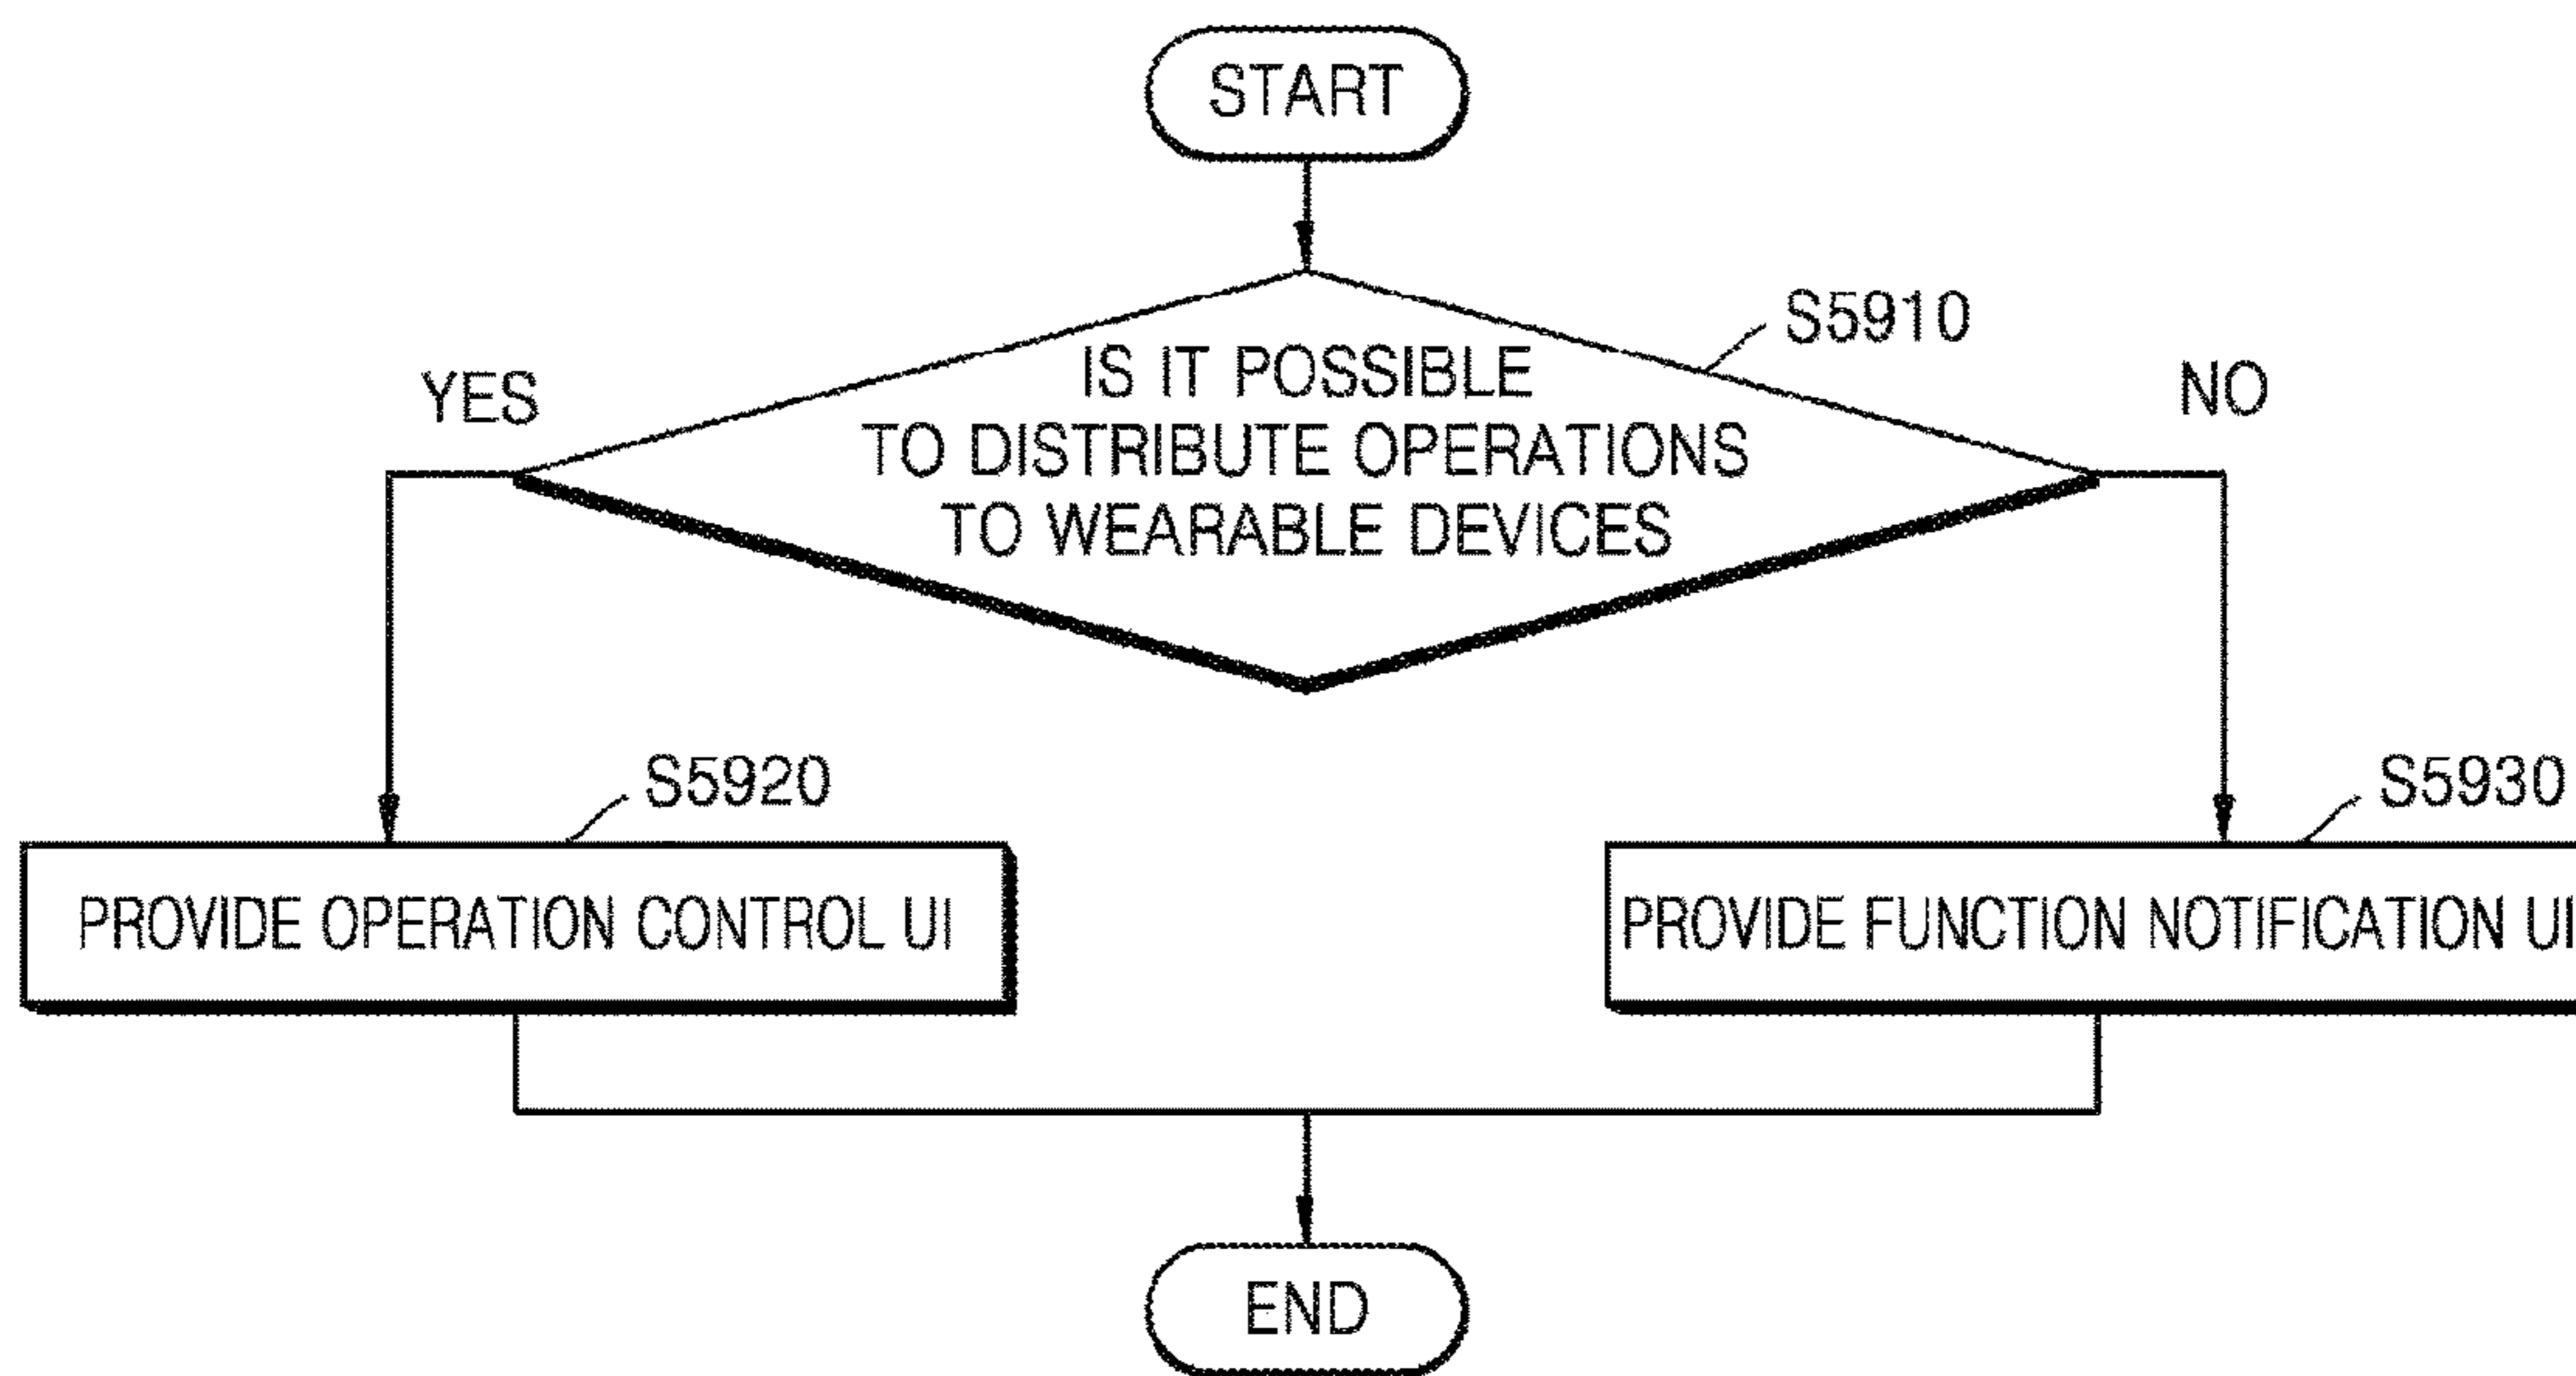 START
S5910
YES
IS IT POSSIBLE
TO DISTRIBUTE OPERATIONS
TO WEARABLE DEVICES
NO
S5920
S5930
PROVIDE OPERATION CONTROL UI
PROVIDE FUNCTION NOTIFICATION UI
END